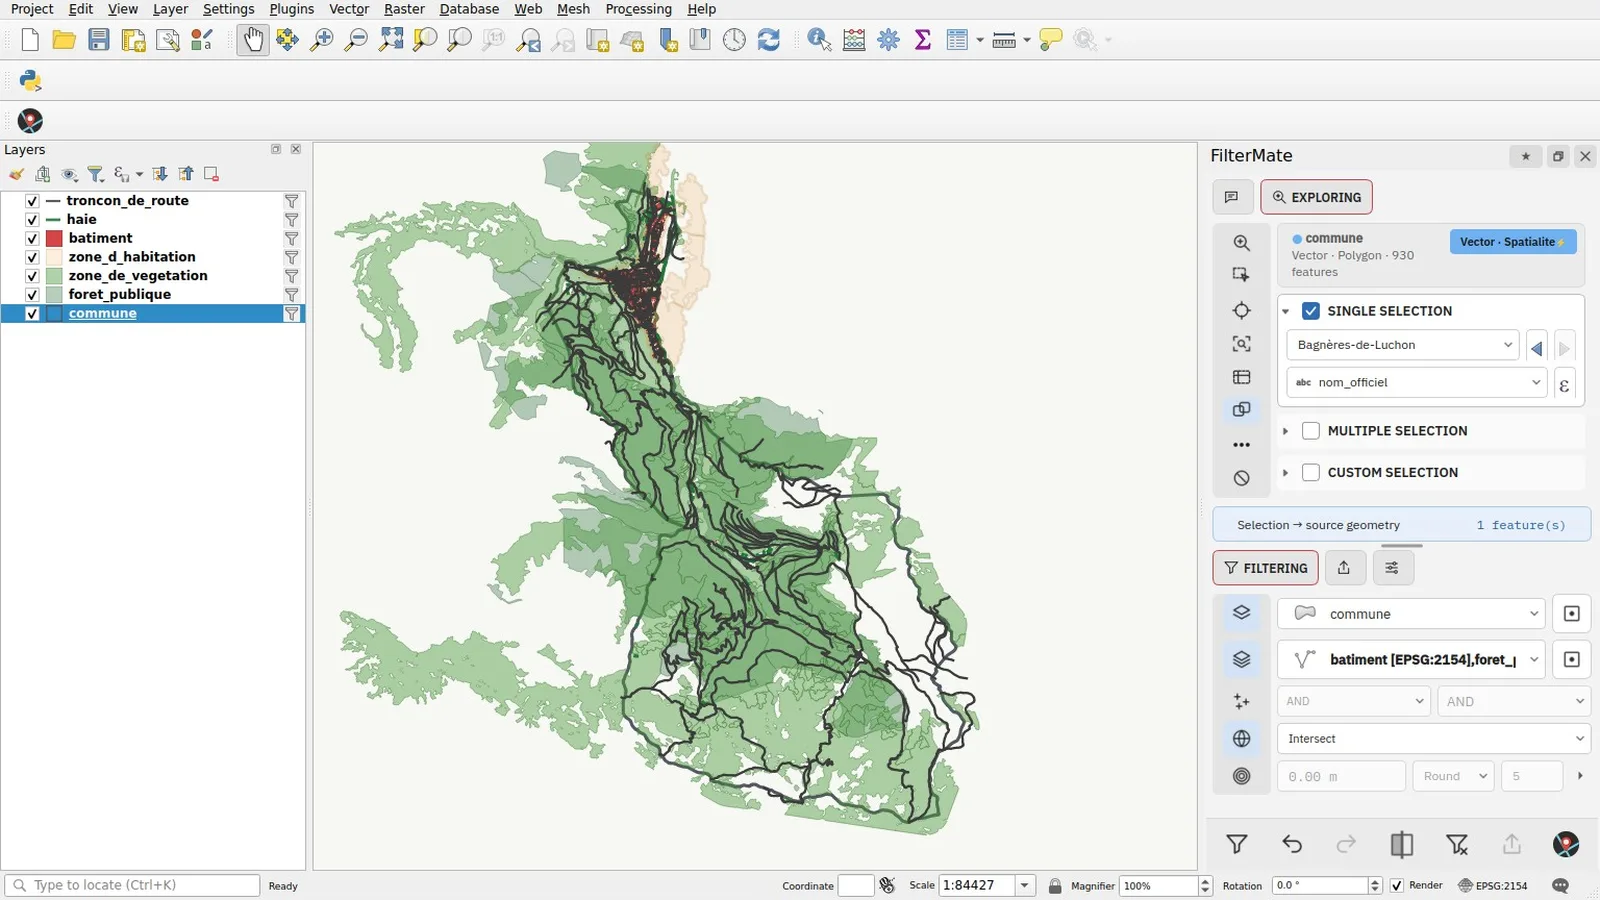 Project Edit View Layer Settings Plugins Vector Raster Database Web Mesh Processing Help
Layers
troncon_de_route
haie
batiment
zone_d_habitation
zone_de_vegetation
foret_publique
commune
FilterMate
EXPLORING
commune
Vector · Polygon · 930
features
Vector · Spatialite⚡
SINGLE SELECTION
Bagnères-de-Luchon
abc nom_officiel
ε
MULTIPLE SELECTION
CUSTOM SELECTION
Selection → source geometry 1 feature(s)
FILTERING
commune
batiment [EPSG:2154],foret_p
AND AND
Intersect
0.00 m Round 5
Type to locate (Ctrl+K) Ready Coordinate Scale 1:84427 Magnifier 100% Rotation 0.0 ° Render EPSG:2154